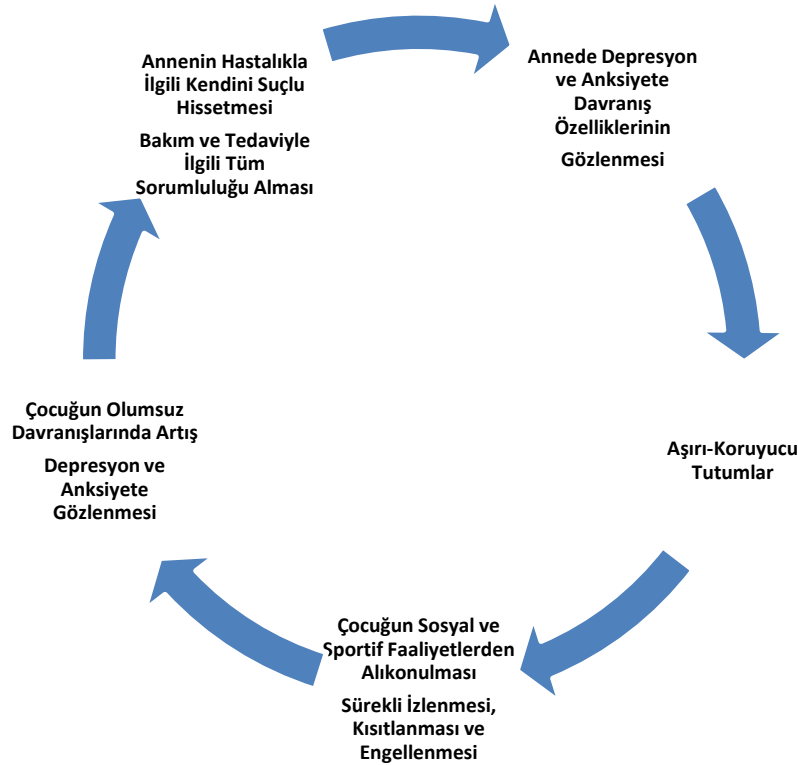 Annenin Hastalıkla
İlgili Kendini Suçlu
Hissetmesi
Bakım ve Tedaviyle
İlgili Tüm
Sorumluluğu Alması
Annede Depresyon
ve Anksiyete
Davranış
Özelliklerinin
Gözlenmesi
Aşırı-Koruyucu
Tutumlar
Çocuğun Sosyal ve
Sportif Faaliyetlerden
Alıkonulması
Sürekli İzlenmesi,
Kısıtlanması ve
Engellenmesi
Çocuğun Olumsuz
Davranışlarında Artış
Depresyon ve
Anksiyete
Gözlenmesi